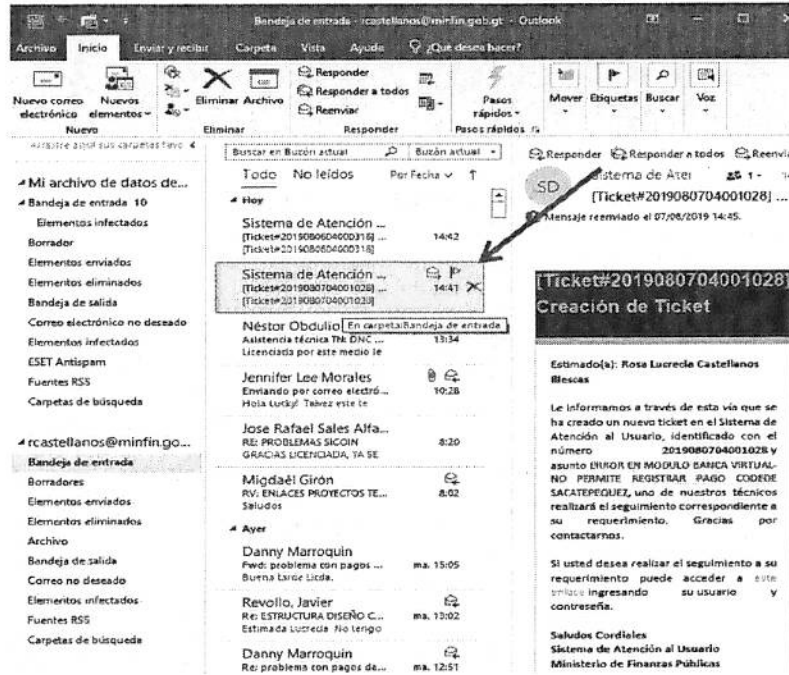 Bandeja de entrada - rcastellanos@minfin.gob.gt - Outlook
Archivo Inicio Enviar y recibir Carpeta Vista Ayuda ¿Qué desea hacer?
Nuevo correo electrónico
Nuevos elementos
Nuevo
Eliminar Archivo
Eliminar
Responder
Responder a todos
Reenviar
Responder
Pasos rápidos
Pasos rápidos
Mover Etiquetas Buscar Voz
Mi archivo de datos de...
Bandeja de entrada 10
Elementos infectados
Borrador
Elementos enviados
Elementos eliminados
Bandeja de salida
Correo electrónico no deseado
Elementos infectados
ESET Antispam
Fuentes RSS
Carpetas de búsqueda
rcastellanos@minfin.go...
Bandeja de entrada
Borradores
Elementos enviados
Elementos eliminados
Archivo
Bandeja de salida
Correo no deseado
Elementos infectados
Fuentes RSS
Carpetas de búsqueda
Buscar en Buzón actual Buzón actual
Todo No leídos Por Fecha
Hoy
Sistema de Atención ...
[Ticket#2019080604000316] ... 14:42
[Ticket#2019080604000316]
Sistema de Atención ...
[Ticket#2019080704001028] ... 14:41
[Ticket#2019080704001028]
En carpeta:Bandeja de entrada
Néstor Obdulio
Asistencia técnica Thk DNC ... 13:34
Licenciada por este medio le
Jennifer Lee Morales
Enviando por correo electró... 10:28
Hola Lucky! Talvez este te
Jose Rafael Sales Alfa...
RE: PROBLEMAS SICOIN 8:20
GRACIAS LICENCIADA, YA SE
Migdaèl Girón
RV: ENLACES PROYECTOS TE... 8:02
Saludos
Ayer
Danny Marroquin
Fwd: problema con pagos ... ma. 15:05
Buena tarde Licda.
Revollo, Javier
Re: ESTRUCTURA DISEÑO C... ma. 13:02
Estimada Lucrecia No tengo
Danny Marroquin
Re: problema con pagos de... ma. 12:51
Responder Responder a todos Reenvia
SD
Sistema de Atei 1
[Ticket#2019080704001028] ...
Mensaje reenviado el 07/08/2019 14:45.
[Ticket#2019080704001028]
Creación de Ticket
Estimado(a): Rosa Lucrecia Castellanos
Illescas
Le informamos a través de esta vía que se
ha creado un nuevo ticket en el Sistema de
Atención al Usuario, identificado con el
número 2019080704001028 y
asunto ERROR EN MODULO BANCA VIRTUAL-
NO PERMITE REGISTRAR PAGO CODEDE
SACATEPEQUEZ, uno de nuestros técnicos
realizará el seguimiento correspondiente a
su requerimiento. Gracias por
contactarnos.
Si usted desea realizar el seguimiento a su
requerimiento puede acceder a este
enlace ingresando su usuario y
contreseña.
Saludos Cordiales
Sistema de Atención al Usuario
Ministerio de Finanzas Públicas